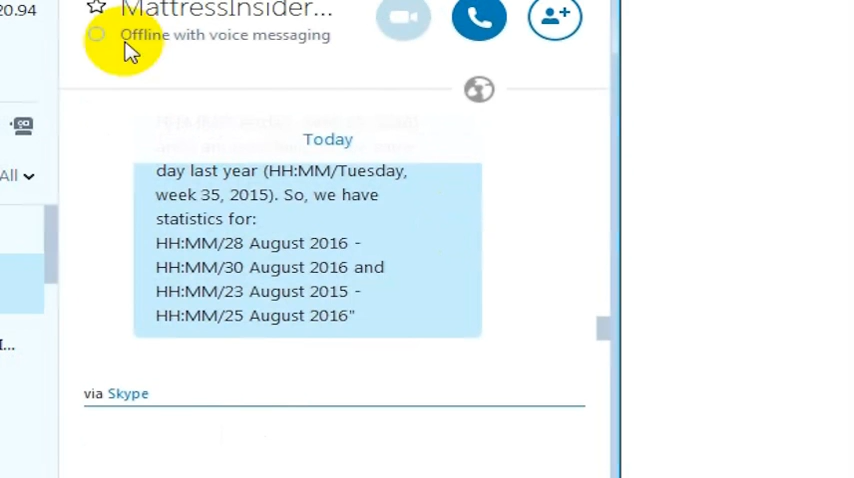 20.94
MattressInsider...
Offline with voice messaging
Today
All
day last year (HH:MM/Tuesday,
week 35, 2015). So, we have
statistics for:
HH:MM/28 August 2016 -
HH:MM/30 August 2016 and
HH:MM/23 August 2015 -
HH:MM/25 August 2016"
I...
via Skype